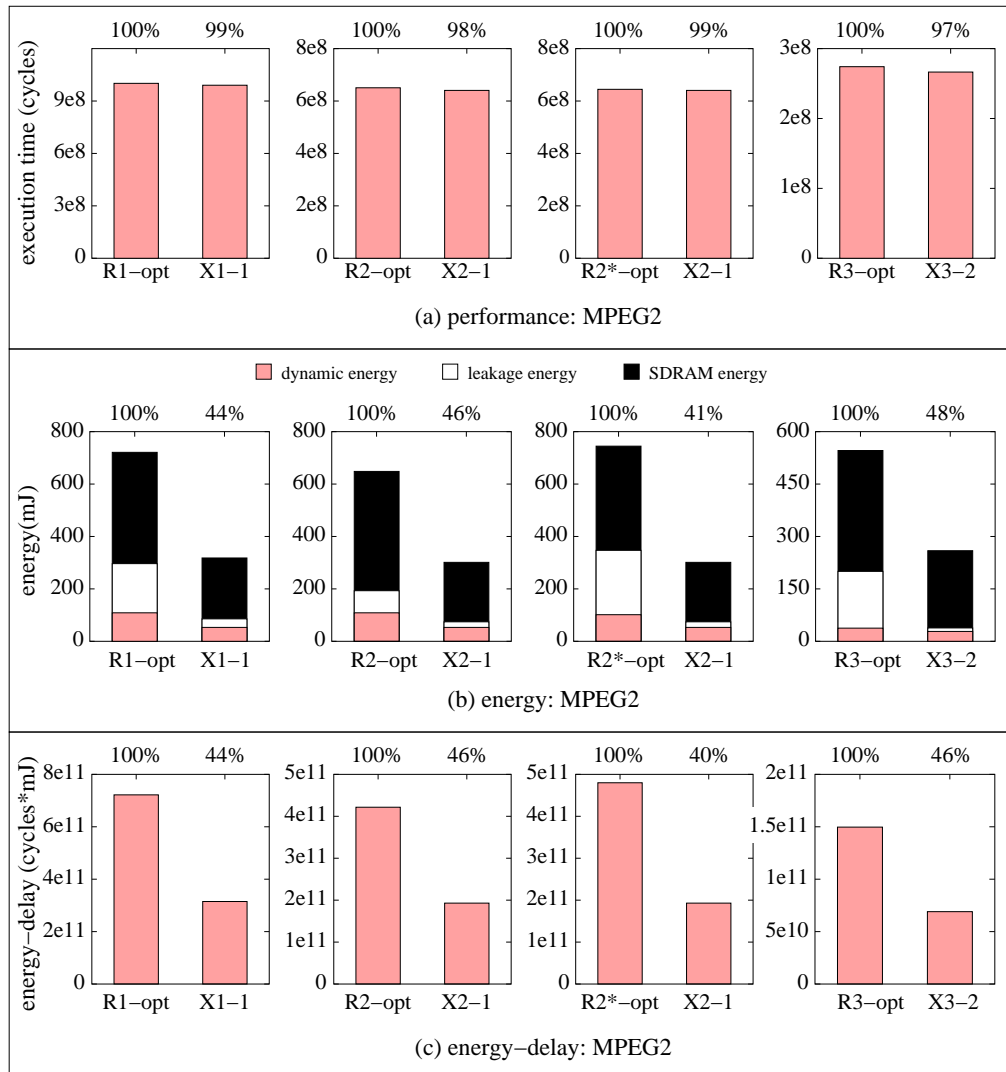 100% 99% 100% 98% 100% 99% 100% 97%
execution time (cycles)
9e8
6e8
3e8
0
8e8
6e8
4e8
2e8
0
8e8
6e8
4e8
2e8
0
3e8
2e8
1e8
0
R1−opt X1−1 R2−opt X2−1 R2*−opt X2−1 R3−opt X3−2
(a) performance: MPEG2
dynamic energy leakage energy SDRAM energy
100% 44% 100% 46% 100% 41% 100% 48%
energy(mJ)
800
600
400
200
0
800
600
400
200
0
800
600
400
200
0
600
450
300
150
0
R1−opt X1−1 R2−opt X2−1 R2*−opt X2−1 R3−opt X3−2
(b) energy: MPEG2
100% 44% 100% 46% 100% 40% 100% 46%
energy−delay (cycles*mJ)
8e11
6e11
4e11
2e11
0
5e11
4e11
3e11
2e11
1e11
0
5e11
4e11
3e11
2e11
1e11
0
2e11
1.5e11
1e11
5e10
0
R1−opt X1−1 R2−opt X2−1 R2*−opt X2−1 R3−opt X3−2
(c) energy−delay: MPEG2